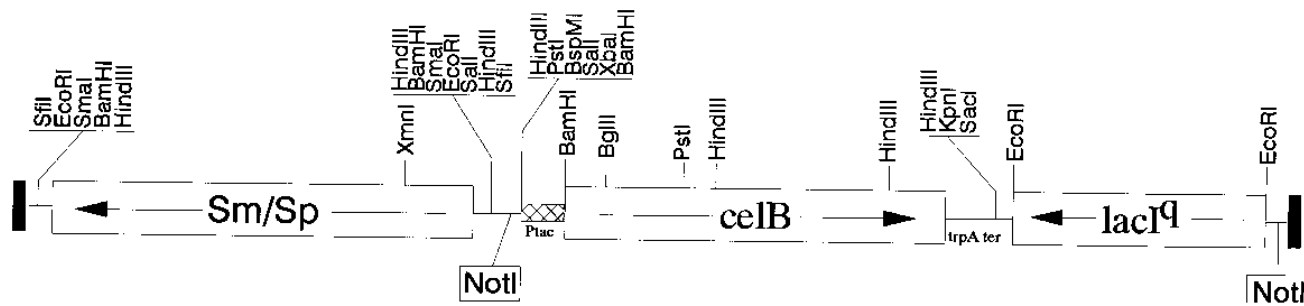 SfiI
EcoRI
SmaI
BamHI
HindIII
XmnI
HindIII
BamHI
SmaI
EcoRI
SalI
HindIII
SfiI
HindIII
PstI
BspMI
SalI
XbaI
BamHI
BamHI
BglII
PstI
HindIII
HindIII
HindIII
KpnI
SacI
EcoRI
EcoRI
Sm/Sp
Ptac
celB
trpA ter
lacIq
NotI
NotI